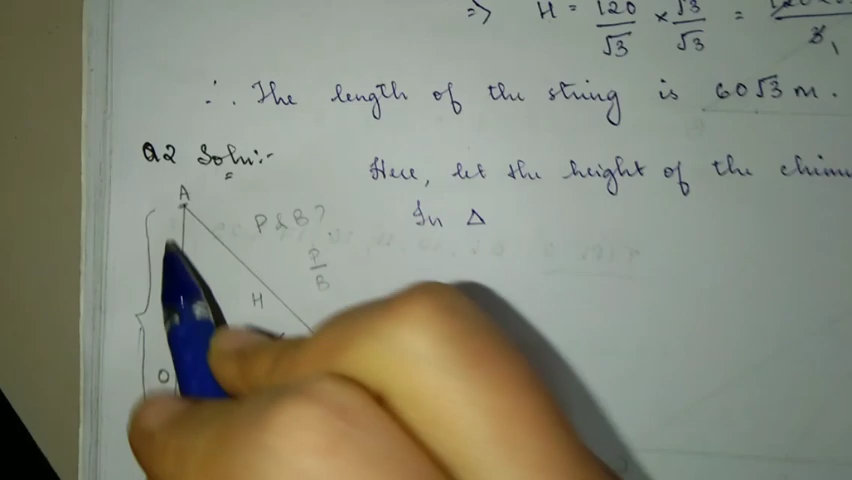 => H = 120/√3 × √3/√3 =
∴ The length of the string is 60√3 m.
Q2 Soln:-
Here, let the height of the
In Δ
A
P & B?
P/B
H
O